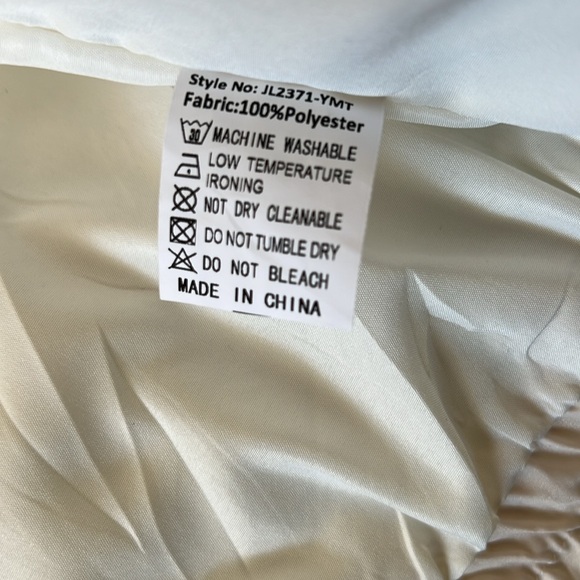 Style No: JL2371-YMT
Fabric:100%Polyester
30 MACHINE WASHABLE
LOW TEMPERATURE
IRONING
NOT DRY CLEANABLE
DO NOT TUMBLE DRY
DO NOT BLEACH
MADE IN CHINA